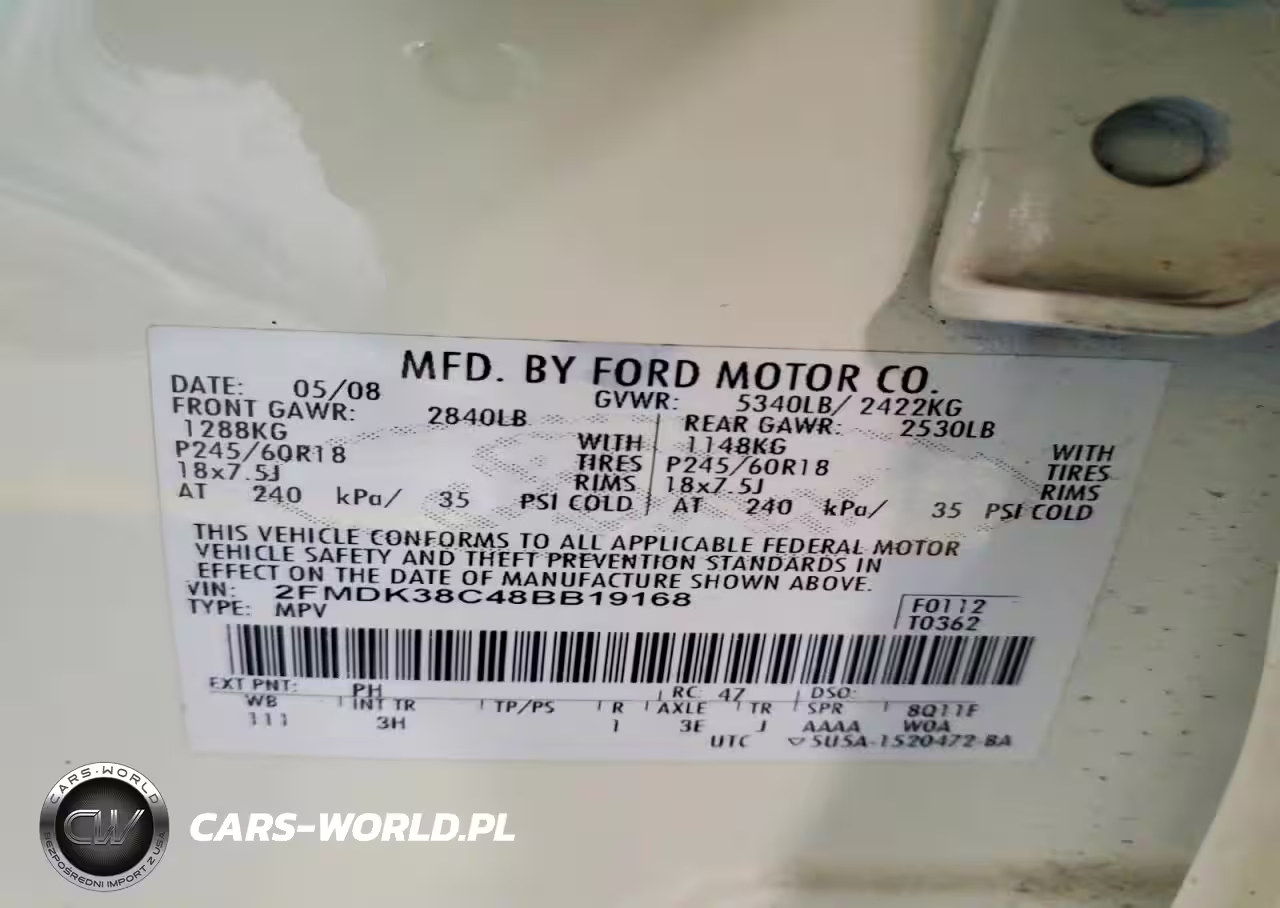 MFD. BY FORD MOTOR CO.
DATE: 05/08 GVWR: 5340LB/ 2422KG
FRONT GAWR: 2840LB REAR GAWR: 2530LB
1288KG WITH 1148KG WITH
P245/60R18 TIRES P245/60R18 TIRES
18x7.5J RIMS 18x7.5J RIMS
AT 240 kPa/ 35 PSI COLD AT 240 kPa/ 35 PSI COLD
THIS VEHICLE CONFORMS TO ALL APPLICABLE FEDERAL MOTOR
VEHICLE SAFETY AND THEFT PREVENTION STANDARDS IN
EFFECT ON THE DATE OF MANUFACTURE SHOWN ABOVE.
VIN: 2FMDK38C48BB19168 F0112
TYPE: MPV T0362
EXT PNT: PH RC: 47 DSO:
WB INT TR TP/PS R AXLE TR SPR 8Q11F
111 3H 1 3E J AAAA W0A
UTC ▽5U5A-1520472-BA
CARS-WORLD
CW
BEZPOŚREDNI IMPORT Z USA
CARS-WORLD.PL